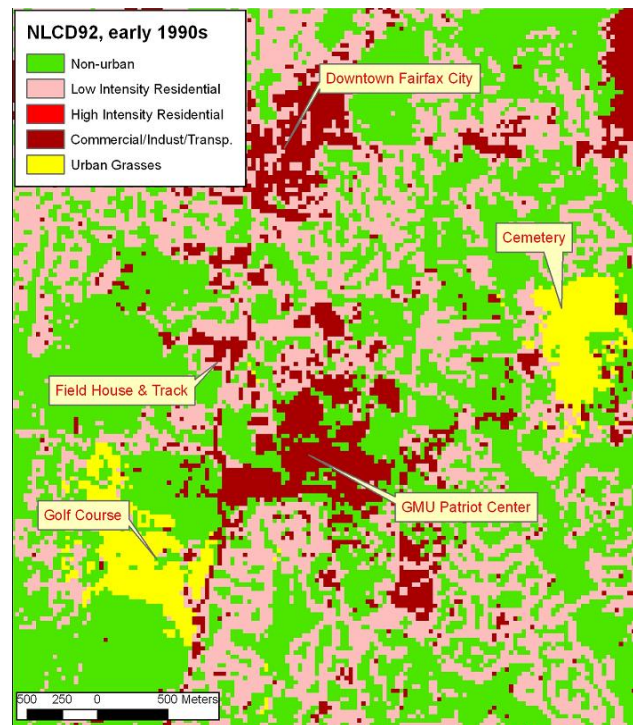 NLCD92, early 1990s
Non-urban
Low Intensity Residential
High Intensity Residential
Commercial/Indust/Transp.
Urban Grasses
Downtown Fairfax City
Cemetery
Field House & Track
GMU Patriot Center
Golf Course
500 250 0 500 Meters